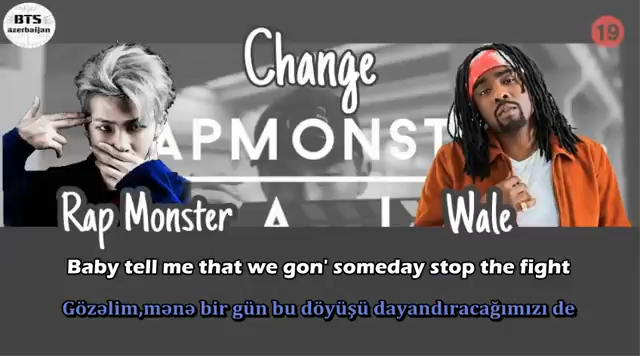 BTS
azerbaijan
19
Change
APMONST
Rap Monster
Wale
Baby tell me that we gon' someday stop the fight
Gözəlim,mənə bir gün bu döyüşü dayandıracağımızı de